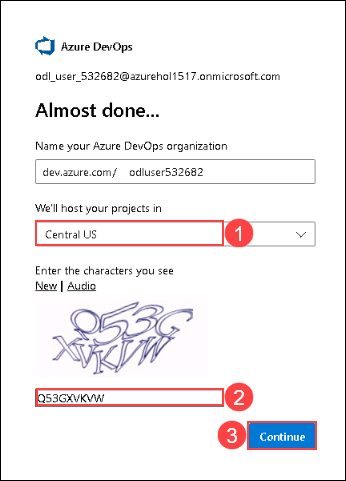 Azure DevOps
odl_user_532682@azurehol1517.onmicrosoft.com
Almost done...
Name your Azure DevOps organization
dev.azure.com/ odluser532682
We'll host your projects in
Central US 1
Enter the characters you see
New | Audio
Q53G
XVKVW
Q53GXVKVW 2
3 Continue